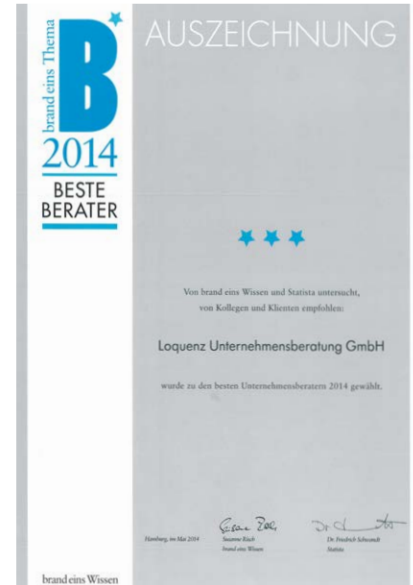 brand eins Thema
B
2014
BESTE
BERATER
AUSZEICHNUNG
Von brand eins Wissen und Statista untersucht,
von Kollegen und Klienten empfohlen:
Loquenz Unternehmensberatung GmbH
wurde zu den besten Unternehmensberatern 2014 gewählt.
Hamburg, im Mai 2014
Susanne Risch
brand eins Wissen
Dr. Friedrich Schwandt
Statista
brand eins Wissen